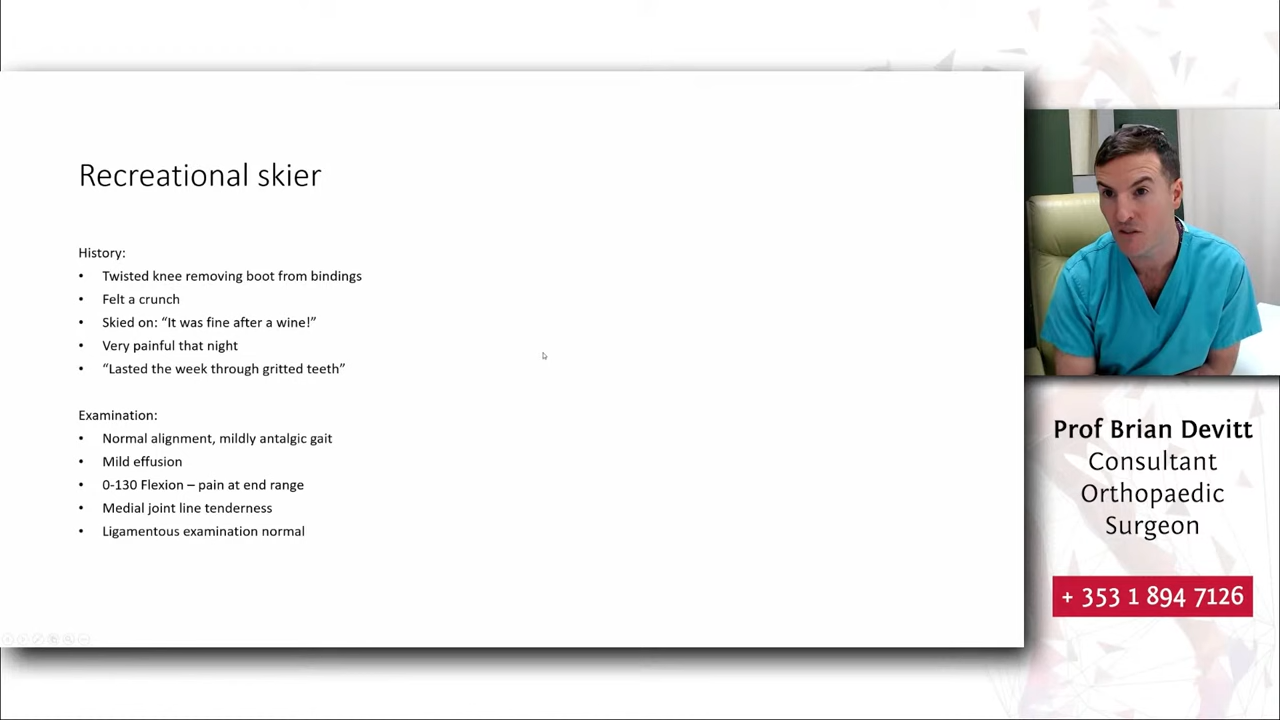 Recreational skier
History:
• Twisted knee removing boot from bindings
• Felt a crunch
• Skied on: “It was fine after a wine!”
• Very painful that night
• “Lasted the week through gritted teeth”
Examination:
• Normal alignment, mildly antalgic gait
• Mild effusion
• 0-130 Flexion – pain at end range
• Medial joint line tenderness
• Ligamentous examination normal
Prof Brian Devitt
Consultant
Orthopaedic
Surgeon
+ 353 1 894 7126